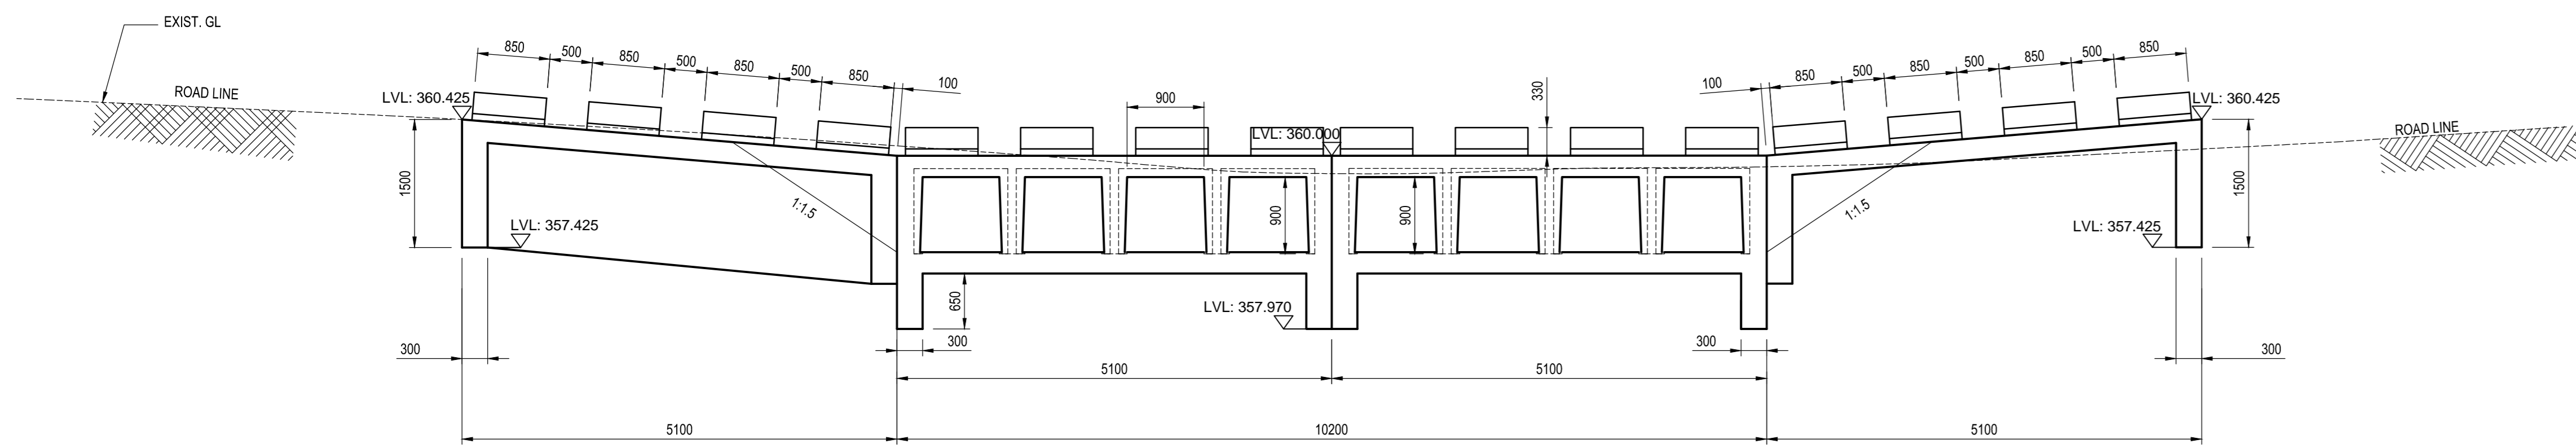 EXIST. GL
850 500 850 500 850 500 850 100
900
330
100 850 500 850 500 850 500 850
ROAD LINE
LVL: 360.425
LVL: 360.000
LVL: 360.425
ROAD LINE
1500
1:1.5
900
900
1:1.5
1500
LVL: 357.425
LVL: 357.425
650
LVL: 357.970
300
300
300
300
5100
5100
5100
10200
5100